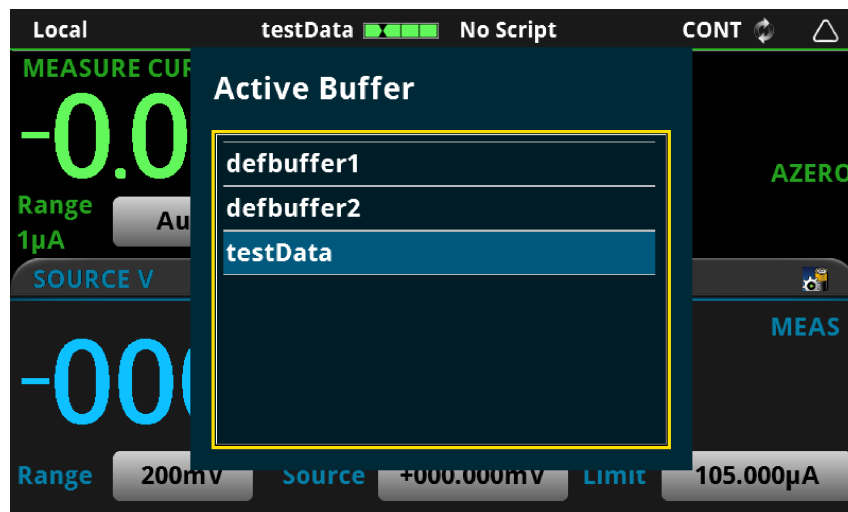 Local testData No Script CONT
MEASURE CUR
Active Buffer
-0.0
defbuffer1
AZERO
defbuffer2
Range Au
1µA
testData
SOURCE V
MEAS
-000
Range 200mV Source +000.000mV Limit 105.000µA